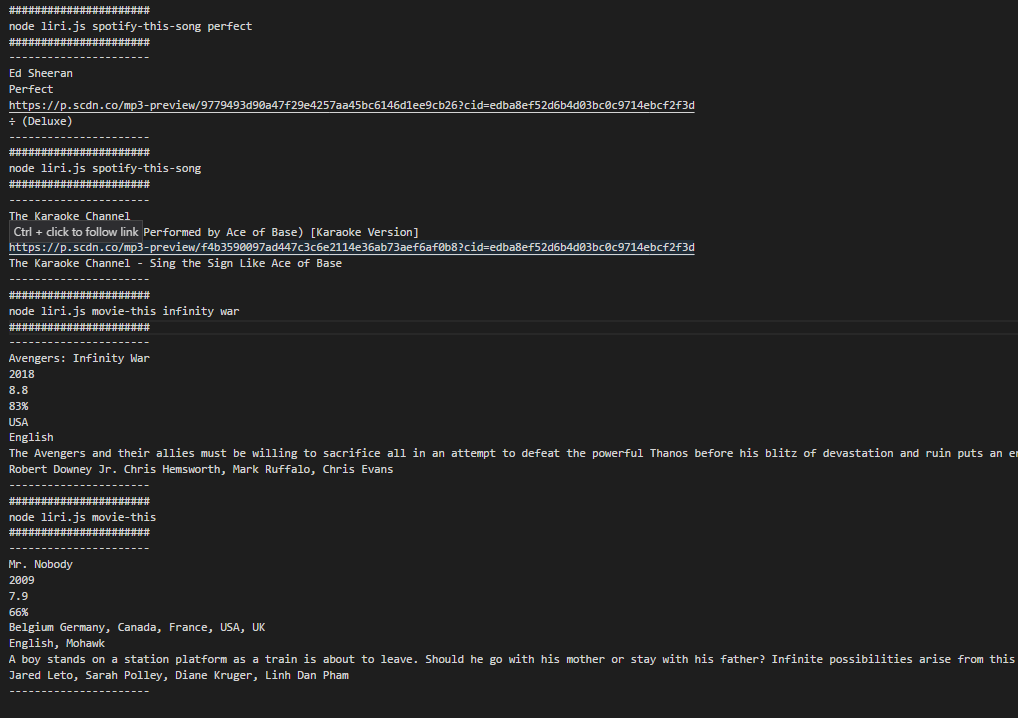 ######################
node liri.js spotify-this-song perfect
######################
----------------------
Ed Sheeran
Perfect
https://p.scdn.co/mp3-preview/9779493d90a47f29e4257aa45bc6146d1ee9cb26?cid=edba8ef52d6b4d03bc0c9714ebcf2f3d
÷ (Deluxe)
----------------------
######################
node liri.js spotify-this-song
######################
----------------------
The Karaoke Channel
Ctrl + click to follow link Performed by Ace of Base) [Karaoke Version]
https://p.scdn.co/mp3-preview/f4b3590097ad447c3c6e2114e36ab73aef6af0b8?cid=edba8ef52d6b4d03bc0c9714ebcf2f3d
The Karaoke Channel - Sing the Sign Like Ace of Base
----------------------
######################
node liri.js movie-this infinity war
######################
----------------------
Avengers: Infinity War
2018
8.8
83%
USA
English
The Avengers and their allies must be willing to sacrifice all in an attempt to defeat the powerful Thanos before his blitz of devastation and ruin puts an
Robert Downey Jr. Chris Hemsworth, Mark Ruffalo, Chris Evans
----------------------
######################
node liri.js movie-this
######################
----------------------
Mr. Nobody
2009
7.9
66%
Belgium Germany, Canada, France, USA, UK
English, Mohawk
A boy stands on a station platform as a train is about to leave. Should he go with his mother or stay with his father? Infinite possibilities arise from this
Jared Leto, Sarah Polley, Diane Kruger, Linh Dan Pham
----------------------